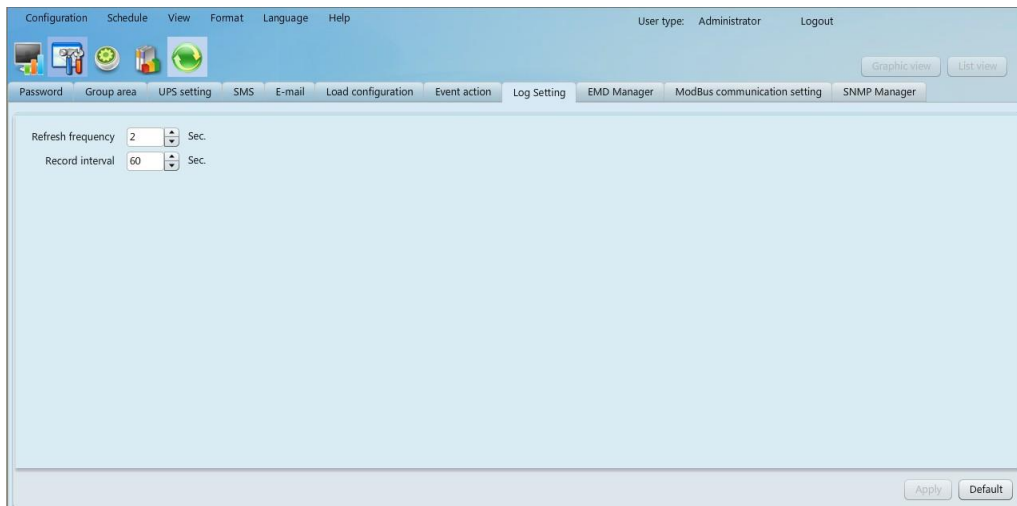 Configuration Schedule View Format Language Help User type: Administrator Logout
Graphic view List view
Password Group area UPS setting SMS E-mail Load configuration Event action Log Setting EMD Manager ModBus communication setting SNMP Manager
Refresh frequency 2 Sec.
Record interval 60 Sec.
Apply Default